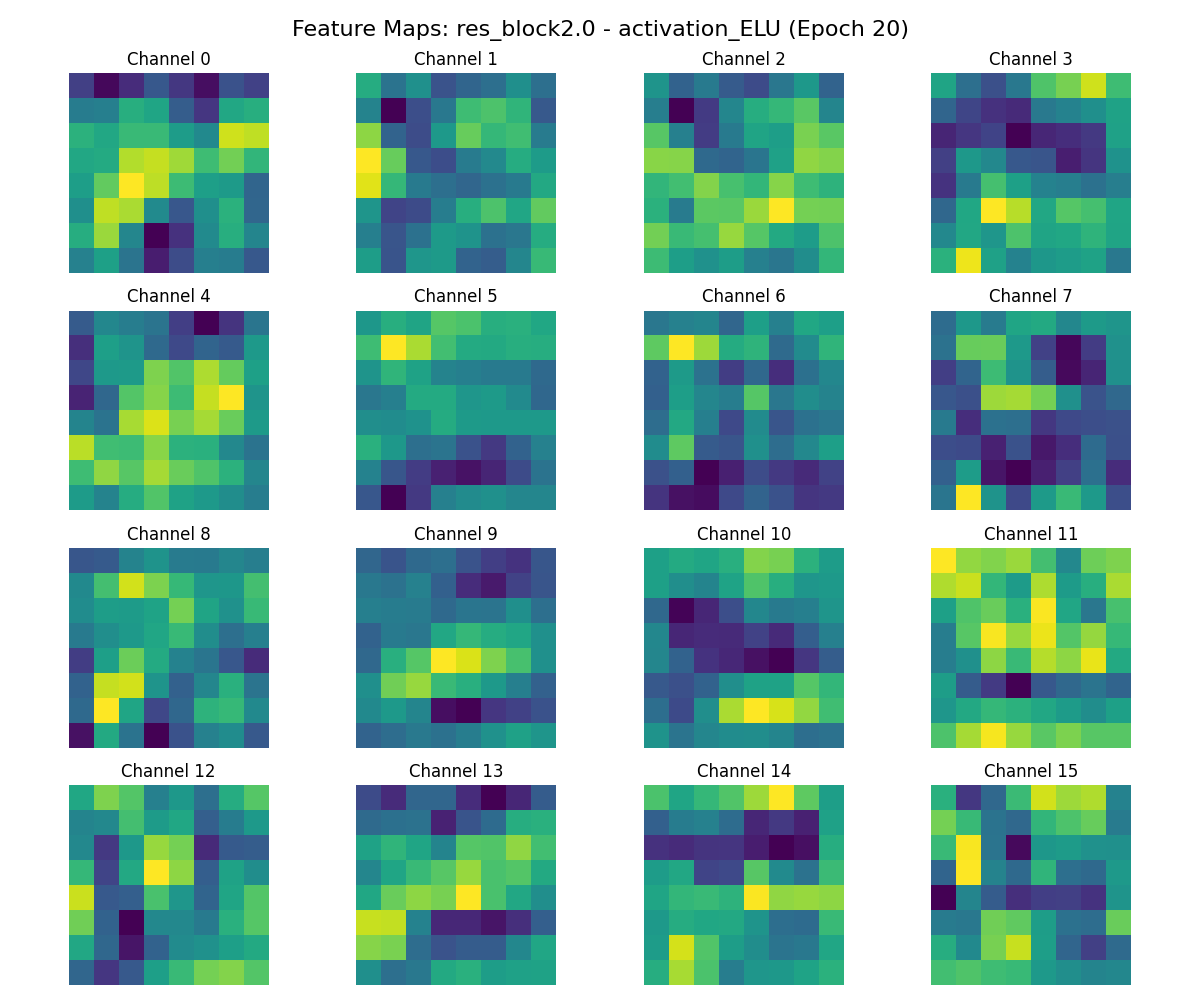 Feature Maps: res_block2.0 - activation_ELU (Epoch 20)
Channel 0
Channel 1
Channel 2
Channel 3
Channel 4
Channel 5
Channel 6
Channel 7
Channel 8
Channel 9
Channel 10
Channel 11
Channel 12
Channel 13
Channel 14
Channel 15